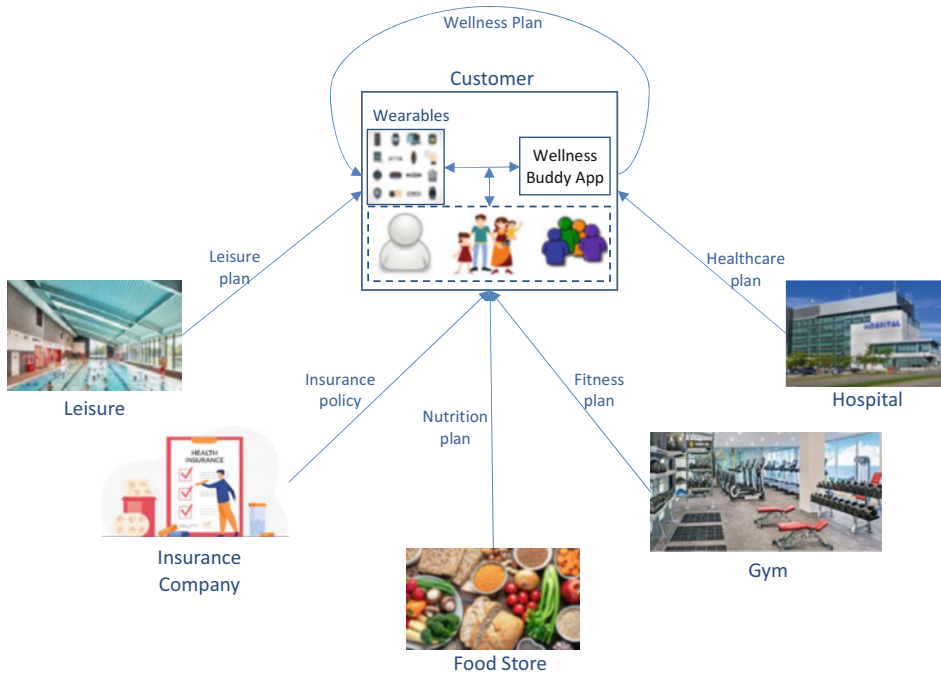 Wellness Plan
Customer
Wearables
Wellness
Buddy App
Leisure
plan
Healthcare
plan
HOSPITAL
Leisure
Hospital
Insurance
policy
Fitness
plan
Nutrition
plan
HEALTH
INSURANCE
Insurance
Company
Gym
Food Store